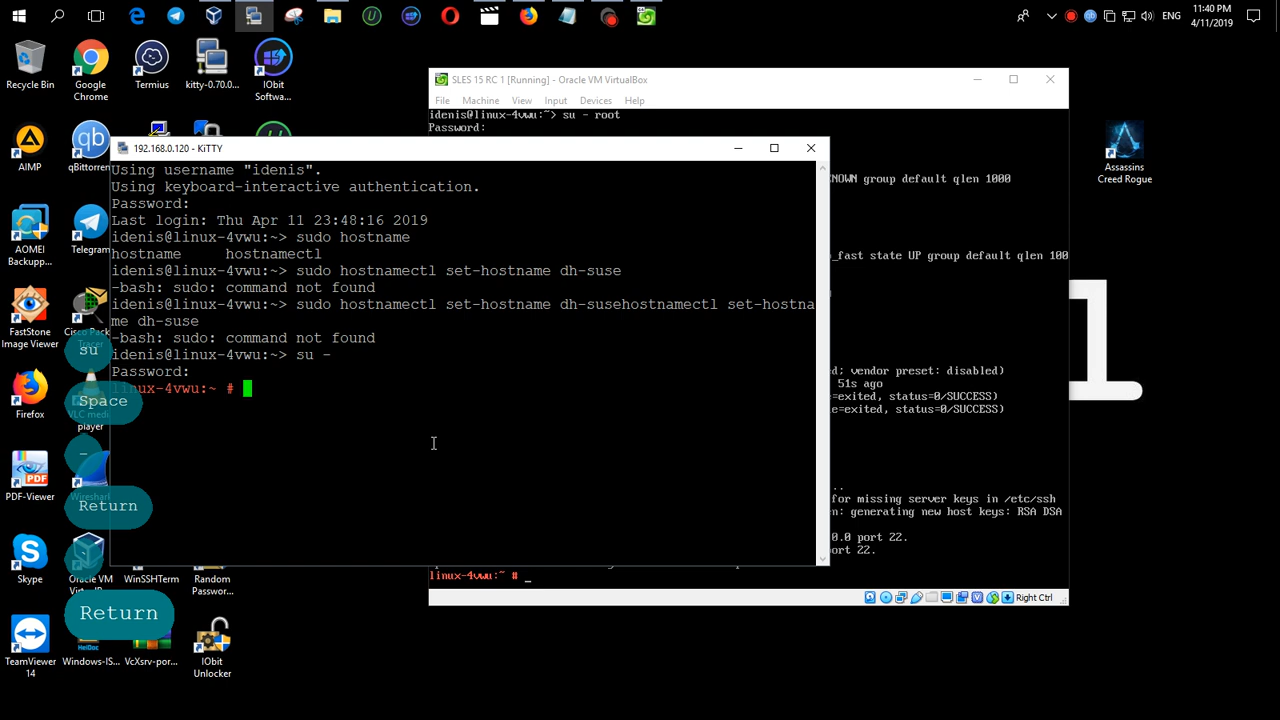 ENG
11:40 PM
4/11/2019
Recycle Bin
Google
Chrome
Termius
kitty-0.70.0...
IObit
Softwa...
AIMP
qBittorren
AOMEI
Backupp...
Telegram
FastStone
Image Viewer
Cisco Pack
Tracer
Firefox
VLC medi
player
PDF-Viewer
Wireshar
Skype
Oracle VM
VirtualB
WinSSHTerm
Random
Passwor...
TeamViewer
14
Windows-IS...
VcXsrv-por...
IObit
Unlocker
Assassins
Creed Rogue
su
Space
-
Return
Return
SLES 15 RC 1 [Running] - Oracle VM VirtualBox
File Machine View Input Devices Help
idenis@linux-4vwu:~> su - root
Password:
KNOWN group default qlen 1000
_fast state UP group default qlen 100
d; vendor preset: disabled)
51s ago
=exited, status=0/SUCCESS)
=exited, status=0/SUCCESS)
..
for missing server keys in /etc/ssh
en: generating new host keys: RSA DSA
0.0 port 22.
port 22.
linux-4vwu:~ # _
Right Ctrl
192.168.0.120 - KiTTY
Using username "idenis".
Using keyboard-interactive authentication.
Password:
Last login: Thu Apr 11 23:48:16 2019
idenis@linux-4vwu:~> sudo hostname
hostname hostnamectl
idenis@linux-4vwu:~> sudo hostnamectl set-hostname dh-suse
-bash: sudo: command not found
idenis@linux-4vwu:~> sudo hostnamectl set-hostname dh-susehostnamectl set-hostna
me dh-suse
-bash: sudo: command not found
idenis@linux-4vwu:~> su -
Password:
linux-4vwu:~ #